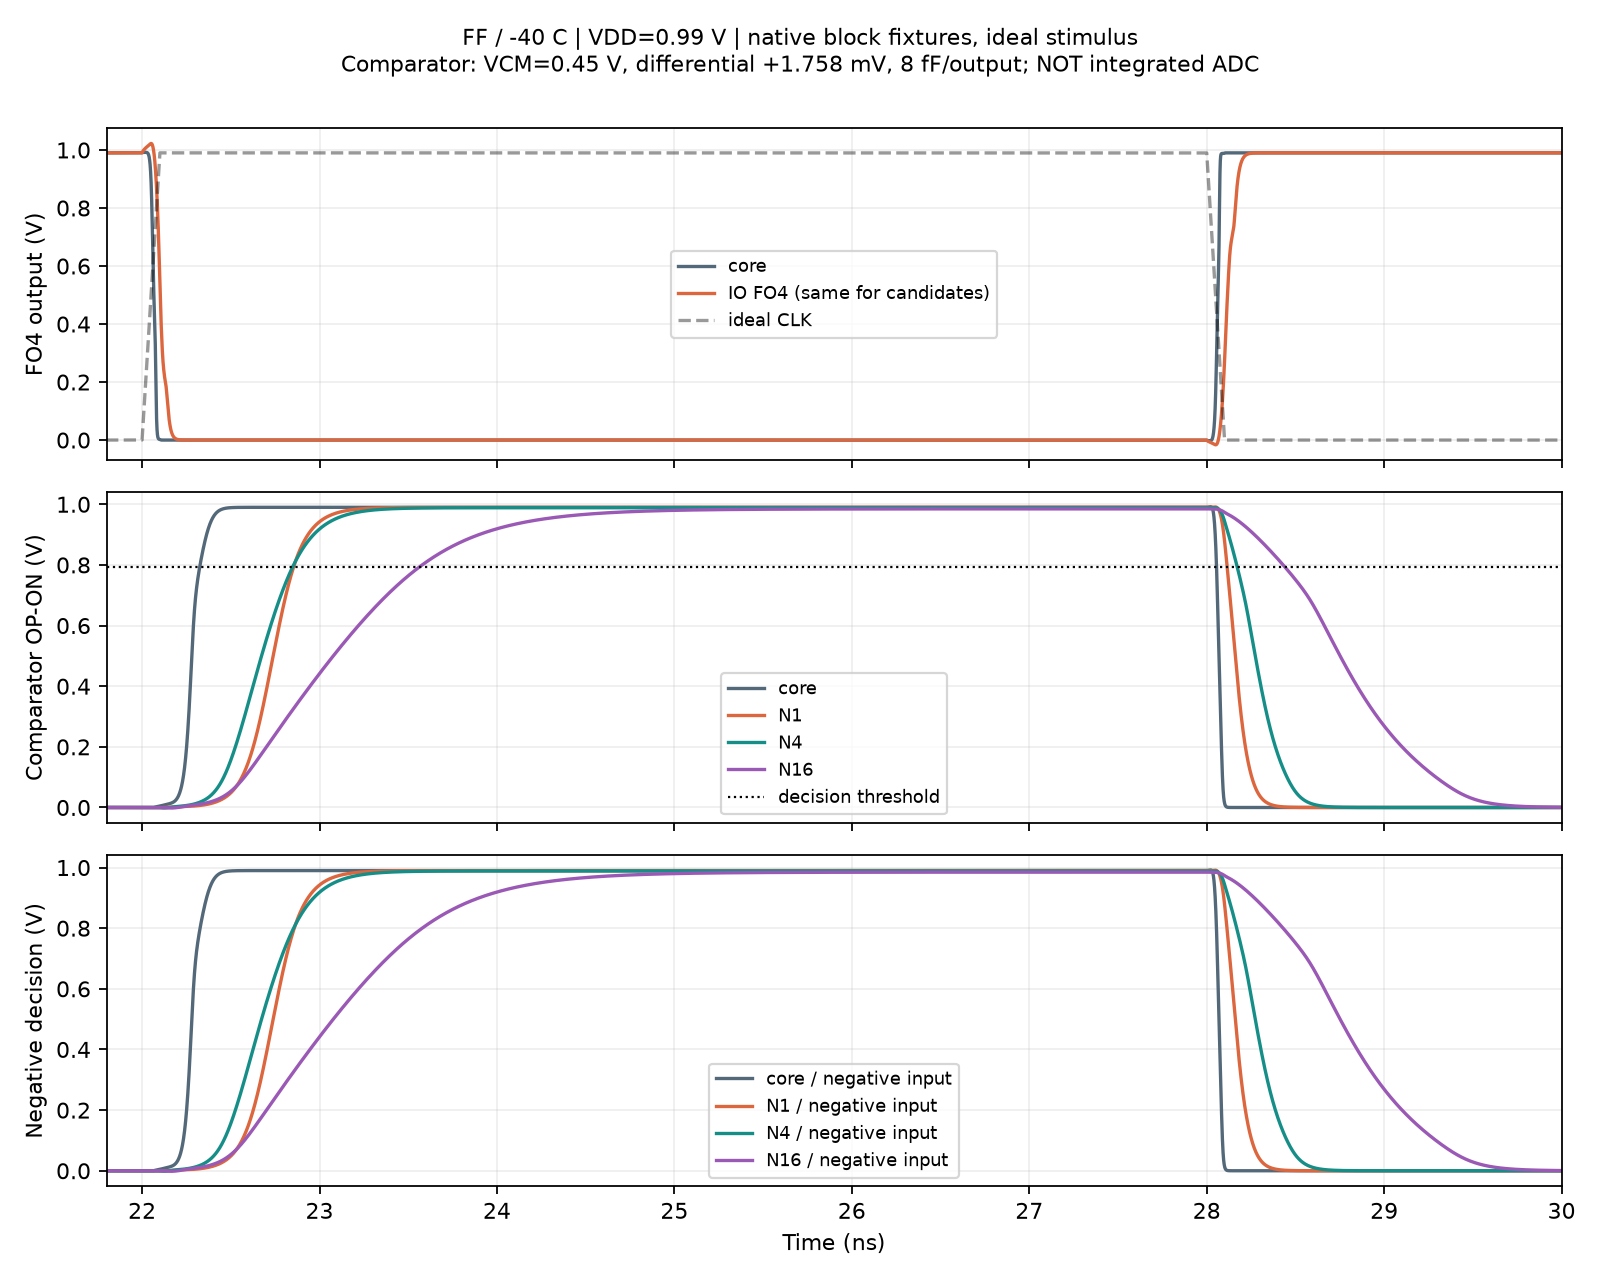 FF / -40 C | VDD=0.99 V | native block fixtures, ideal stimulus
Comparator: VCM=0.45 V, differential +1.758 mV, 8 fF/output; NOT integrated ADC
FO4 output (V)
1.0
0.8
0.6
0.4
0.2
0.0
core
IO FO4 (same for candidates)
ideal CLK
Comparator OP-ON (V)
1.0
0.8
0.6
0.4
0.2
0.0
core
N1
N4
N16
decision threshold
Negative decision (V)
1.0
0.8
0.6
0.4
0.2
0.0
core / negative input
N1 / negative input
N4 / negative input
N16 / negative input
22 23 24 25 26 27 28 29 30
Time (ns)